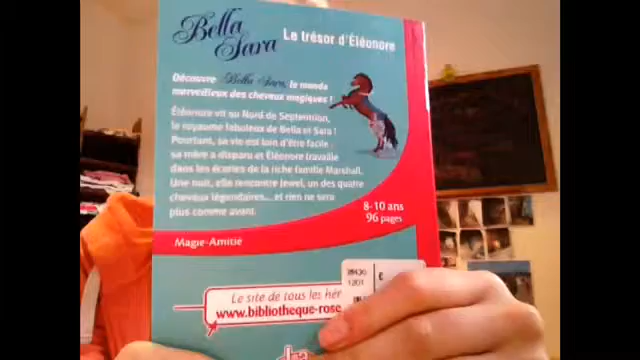 Bella Sara
Le trésor d'Éléonore
Découvre Bella Sara, le monde
merveilleux des chevaux magiques !
Éléonore vit au Nord de Septentrion,
le royaume fabuleux de Bella et Sara !
Pourtant, sa vie est loin d'être facile :
sa mère a disparu et Éléonore travaille
dans les écuries de la riche famille Marshall.
Une nuit, elle rencontre Jewel, un des quatre
chevaux légendaires... et rien ne sera
plus comme avant.
8-10 ans
96 pages
Magie-Amitié
€
Le site de tous les hér
www.bibliotheque-rose
www.bibli